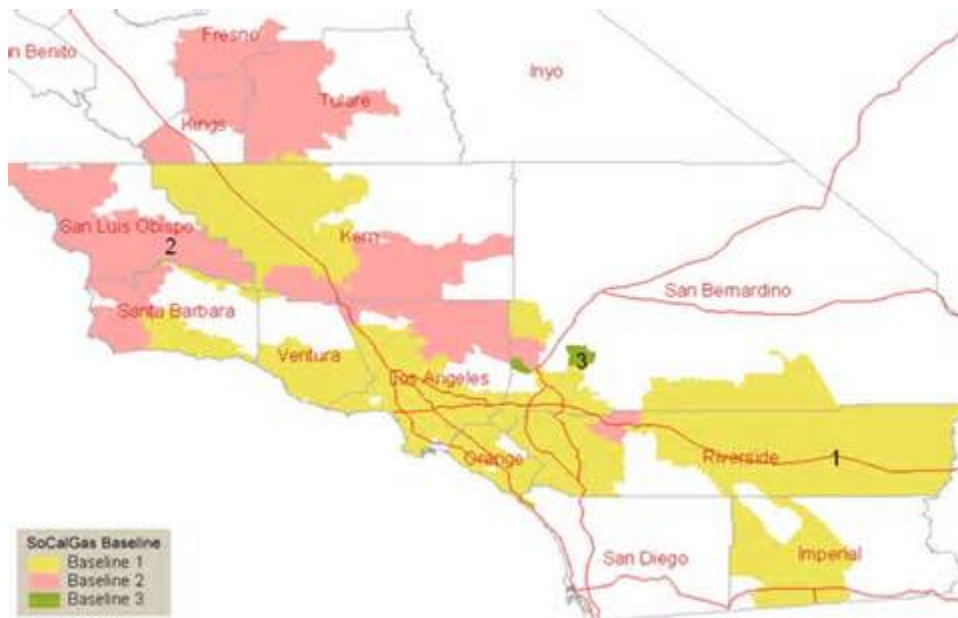 Fresno
n Benito
Inyo
Tulare
Kings
San Luis Obispo
2
Kern
San Bernardino
Santa Barbara
Ventura
3
Los Angeles
Orange
Riverside
1
San Diego
Imperial
SoCalGas Baseline
Baseline 1
Baseline 2
Baseline 3